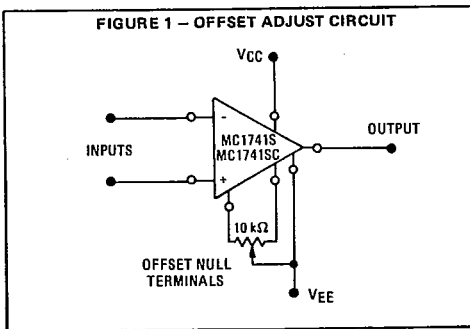 FIGURE 1 – OFFSET ADJUST CIRCUIT
VCC
-
MC1741S
MC1741SC
OUTPUT
INPUTS
+
10 kΩ
OFFSET NULL
TERMINALS
VEE